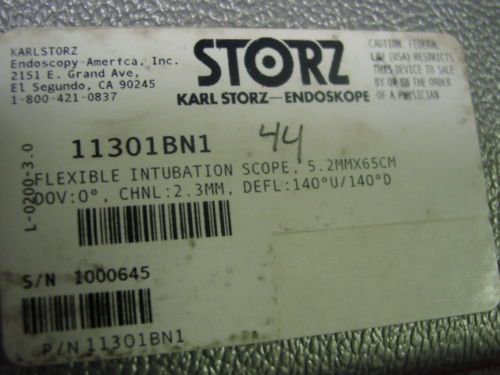 KARLSTORZ
Endoscopy-America, Inc.
2151 E. Grand Ave,
El Segundo, CA 90245
1-800-421-0837
STORZ
KARL STORZ—ENDOSKOPE
CAUTION: FEDERAL
LAW (USA) RESTRICTS
THIS DEVICE TO SALE
BY OR ON THE ORDER
OF A PHYSICIAN
L-0200-3.0
11301BN1
44
FLEXIBLE INTUBATION SCOPE, 5.2MMX65CM
DOV:0°, CHNL:2.3MM, DEFL:140°U/140°D
S/N 1000645
P/N 11301BN1